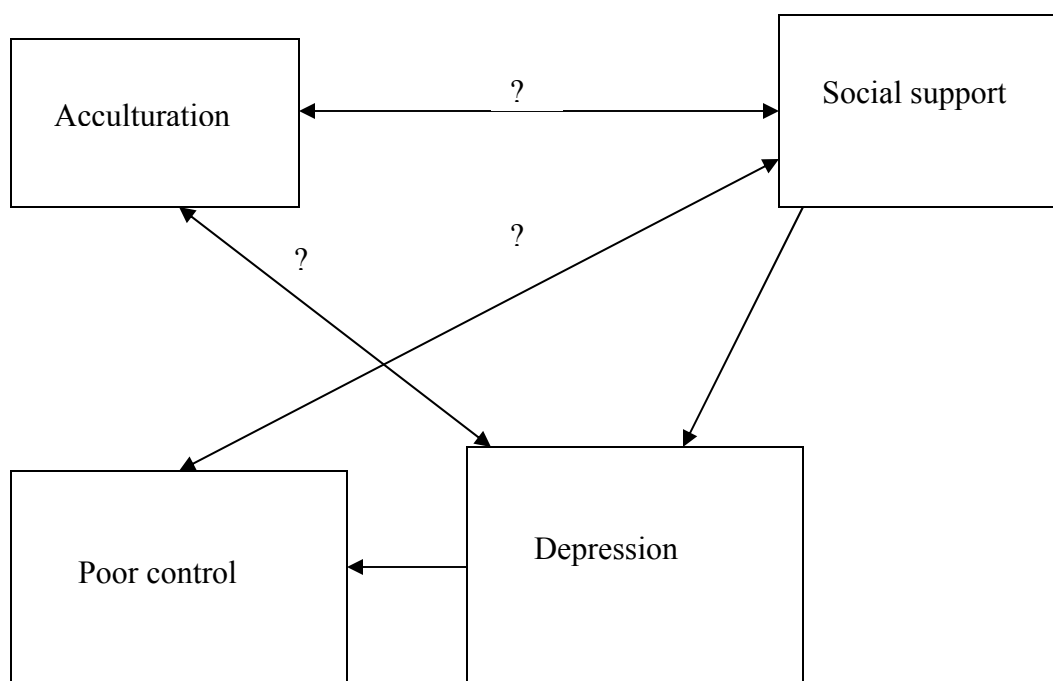 Acculturation
?
Social support
?
?
Poor control
Depression